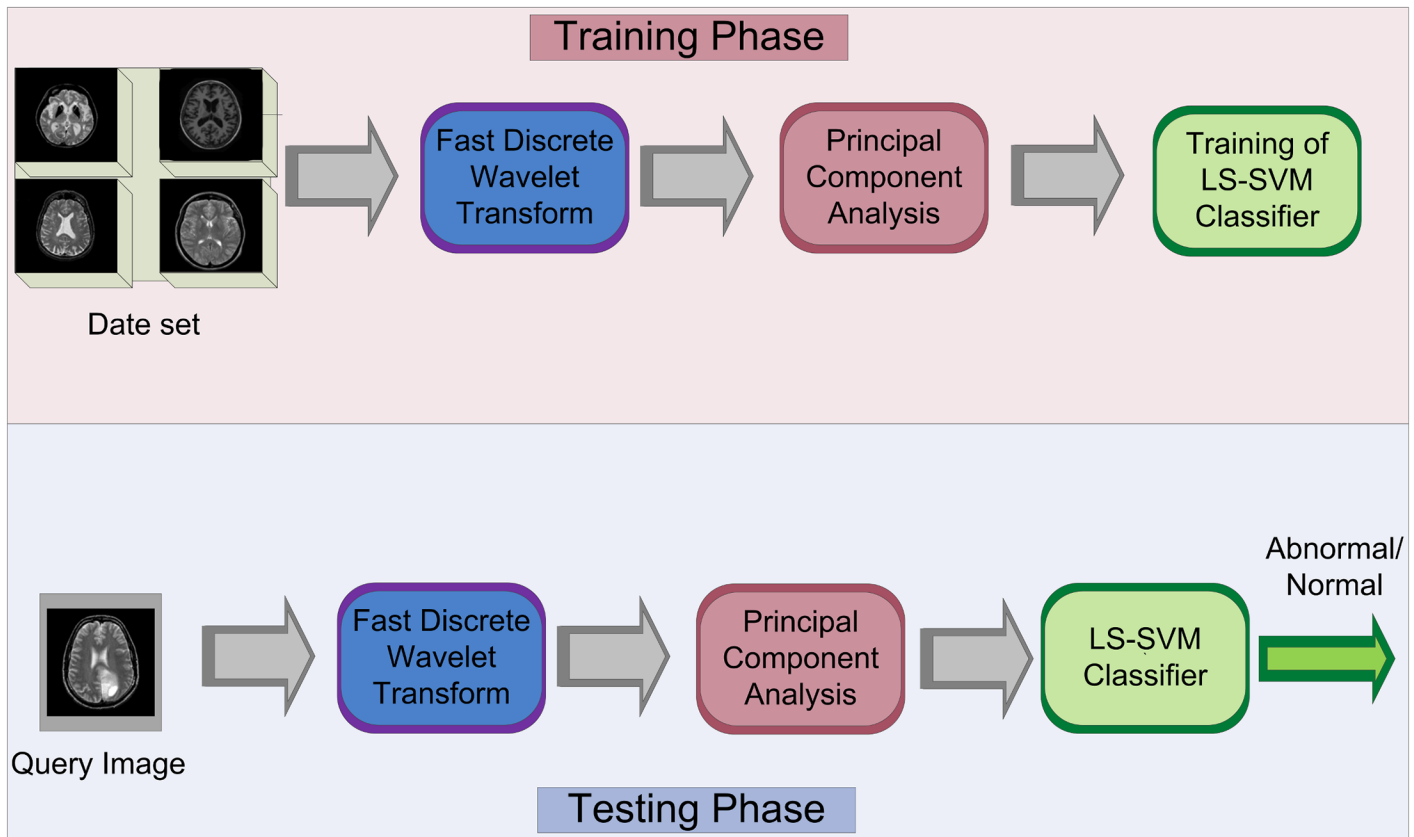 Training Phase
Fast Discrete
Wavelet
Transform
Principal
Component
Analysis
Training of
LS-SVM
Classifier
Date set
Abnormal/
Normal
Fast Discrete
Wavelet
Transform
Principal
Component
Analysis
LS-SVM
Classifier
Query Image
Testing Phase